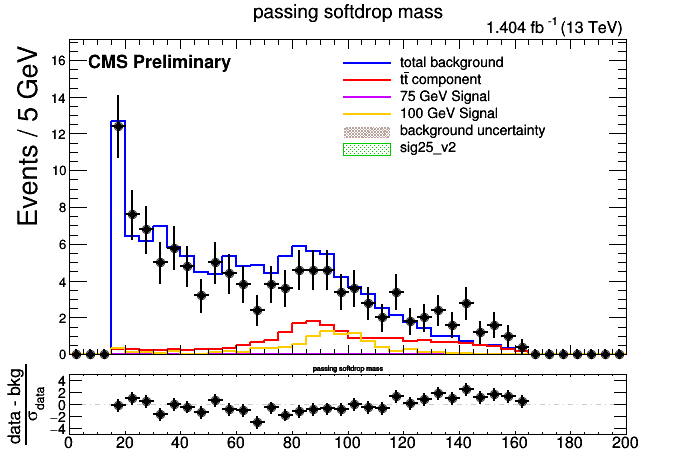 passing softdrop mass
1.404 fb⁻¹ (13 TeV)
CMS Preliminary
total background
tt̄ component
75 GeV Signal
100 GeV Signal
background uncertainty
sig25_v2
Events / 5 GeV
16
14
12
10
8
6
4
2
0
passing softdrop mass
data - bkg
σ_data
4
2
0
−2
−4
0 20 40 60 80 100 120 140 160 180 200